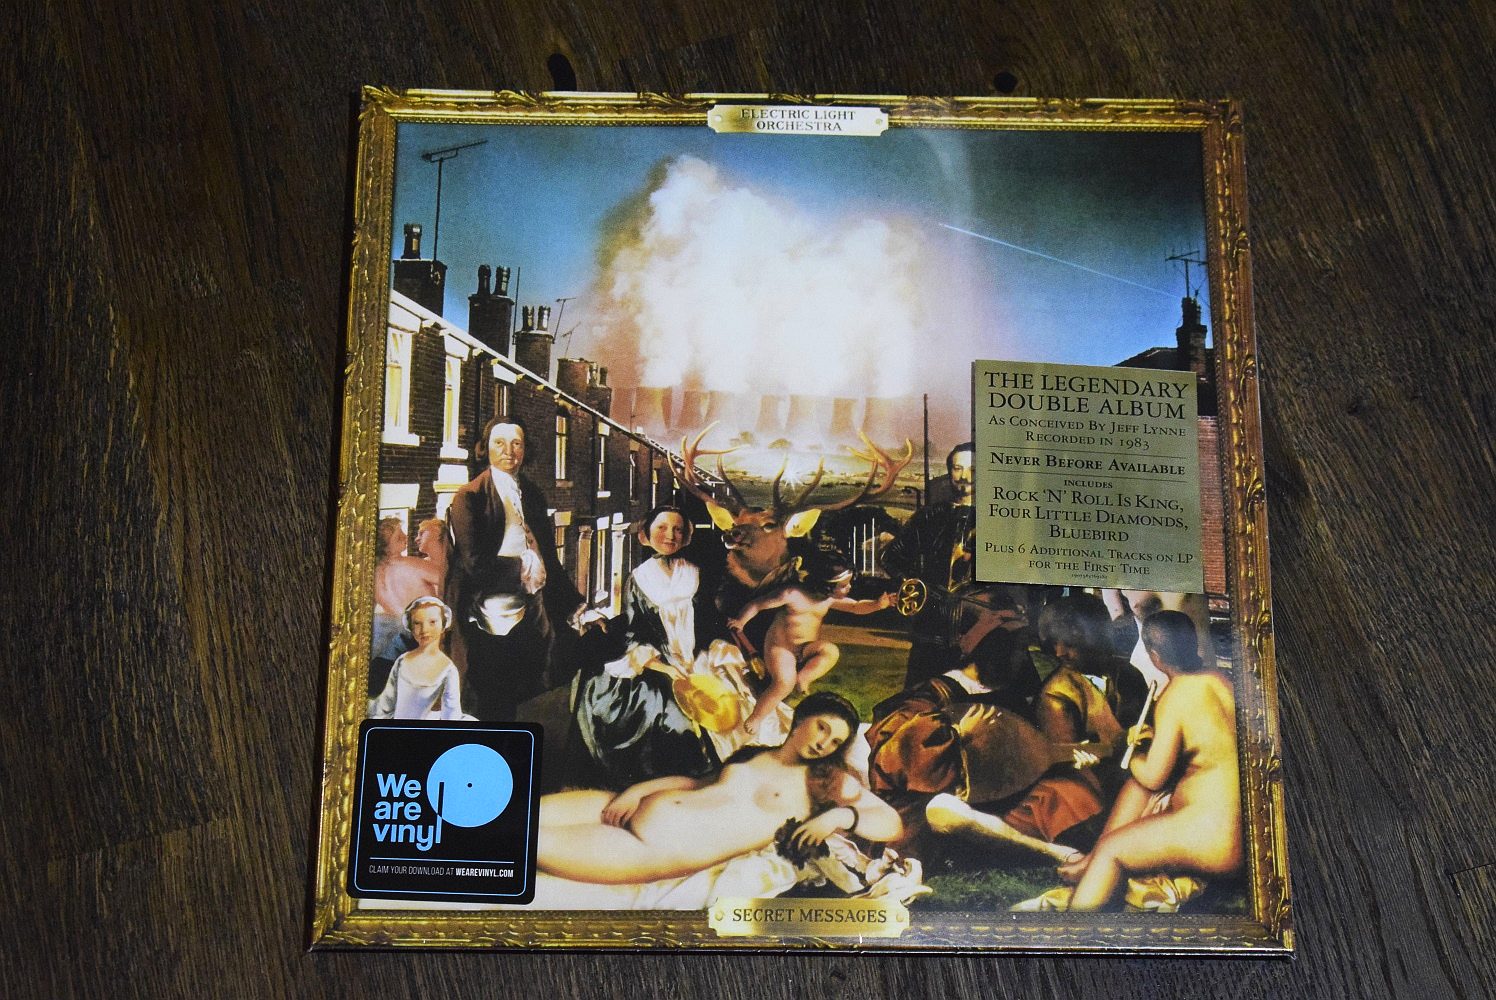 ELECTRIC LIGHT
ORCHESTRA
THE LEGENDARY
DOUBLE ALBUM
AS CONCEIVED BY JEFF LYNNE
RECORDED IN 1983
NEVER BEFORE AVAILABLE
INCLUDES
ROCK 'N' ROLL IS KING,
FOUR LITTLE DIAMONDS,
BLUEBIRD
PLUS 6 ADDITIONAL TRACKS ON LP
FOR THE FIRST TIME
We
are
vinyl
CLAIM YOUR DOWNLOAD AT WEAREVINYL.COM
SECRET MESSAGES